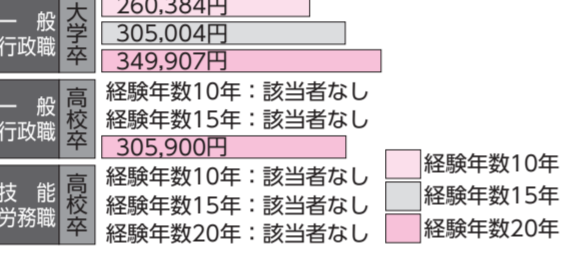 一般行政職
大学卒
260,384円
305,004円
349,907円
一般行政職
高校卒
経験年数10年：該当者なし
経験年数15年：該当者なし
305,900円
技能労務職
高校卒
経験年数10年：該当者なし
経験年数15年：該当者なし
経験年数20年：該当者なし
経験年数10年
経験年数15年
経験年数20年